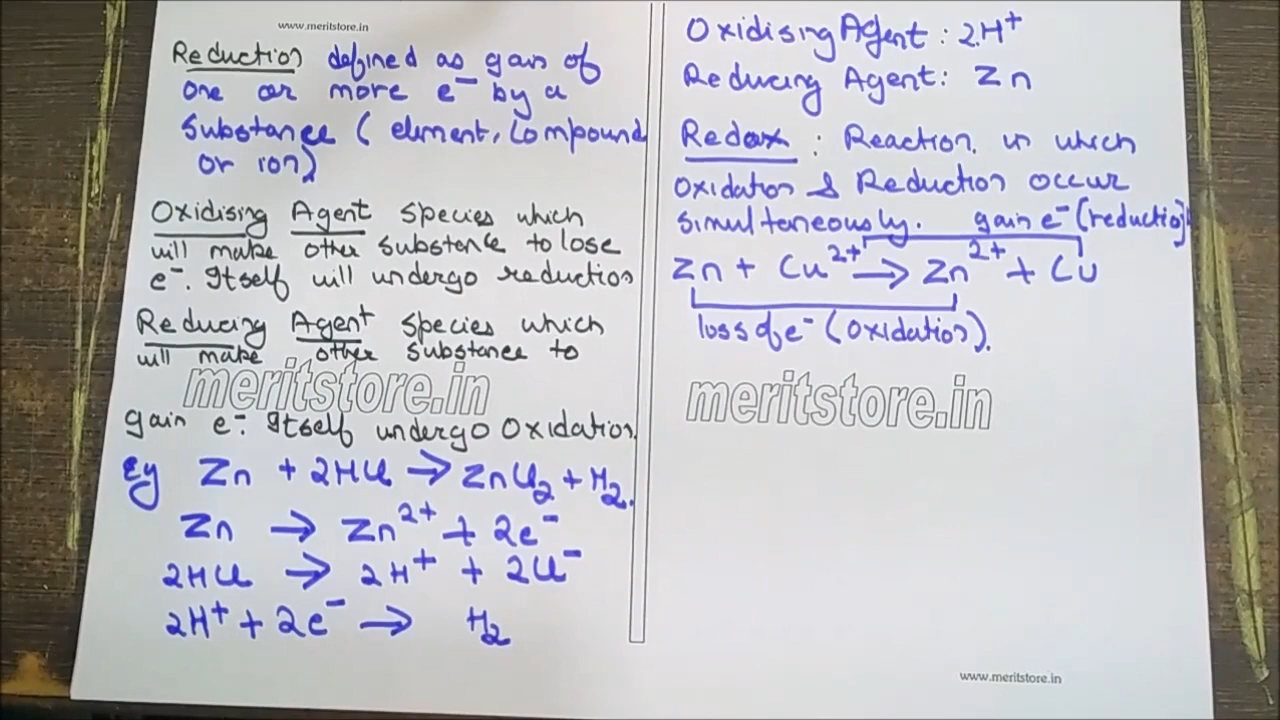 www.meritstore.in
Reduction defined as gain of
one or more e⁻ by a
substance (element, compound
or ion)
Oxidising Agent species which
will make other substance to lose
e⁻. Itself will undergo reduction
Reducing Agent species which
will make other substance to
meritstore.in
gain e⁻. Itself undergo oxidation.
Eg Zn + 2HCl → ZnCl₂ + H₂.
Zn → Zn²⁺ + 2e⁻
2HCl → 2H⁺ + 2Cl⁻
2H⁺ + 2e⁻ → H₂
Oxidising Agent : 2H⁺
Reducing Agent : Zn
Redox : Reaction in which
Oxidation & Reduction occur
simultaneously. gain e⁻ (reduction)
Zn + Cu²⁺ → Zn²⁺ + Cu
loss of e⁻ (oxidation).
meritstore.in
www.meritstore.in